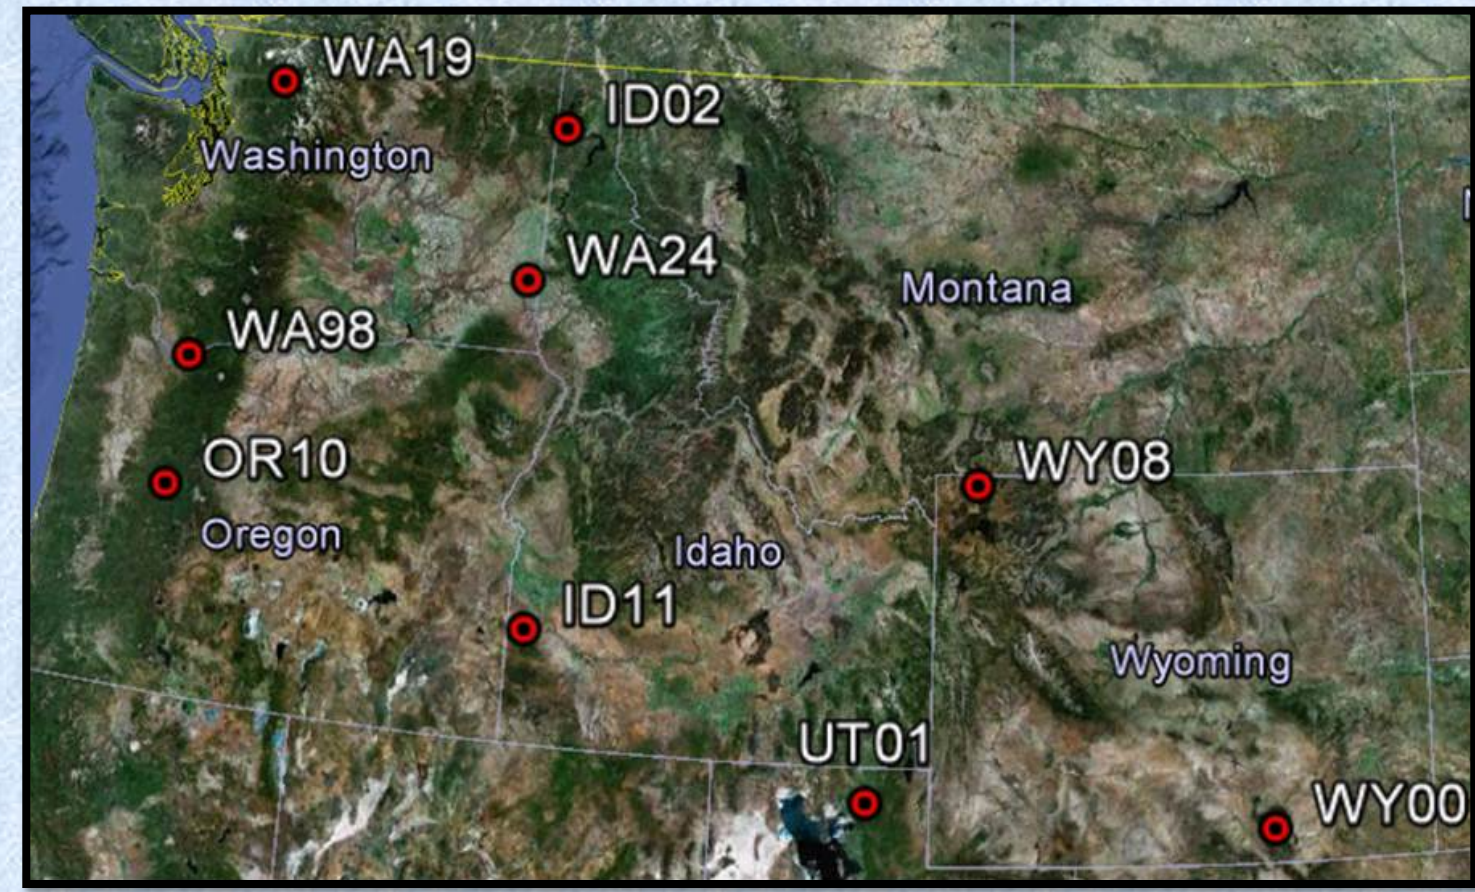 WA19
ID02
Washington
WA24
Montana
WA98
OR10
WY08
Oregon
Idaho
ID11
Wyoming
UT01
WY00